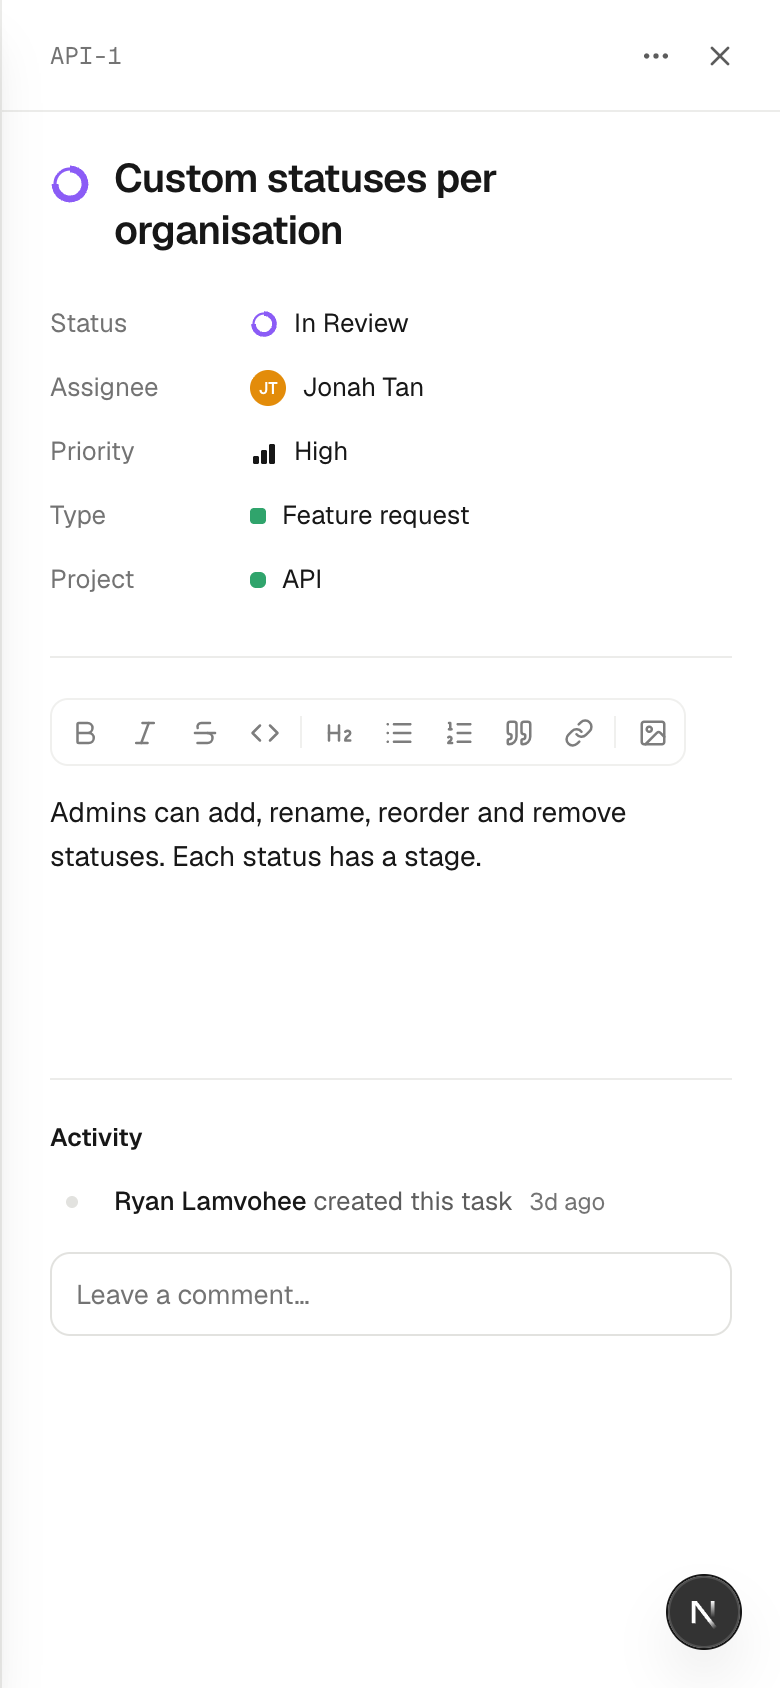 API-1
Custom statuses per
organisation
Status In Review
Assignee JT Jonah Tan
Priority High
Type Feature request
Project API
B I S <> H2 1 2
Admins can add, rename, reorder and remove
statuses. Each status has a stage.
Activity
Ryan Lamvohee created this task 3d ago
Leave a comment...
N